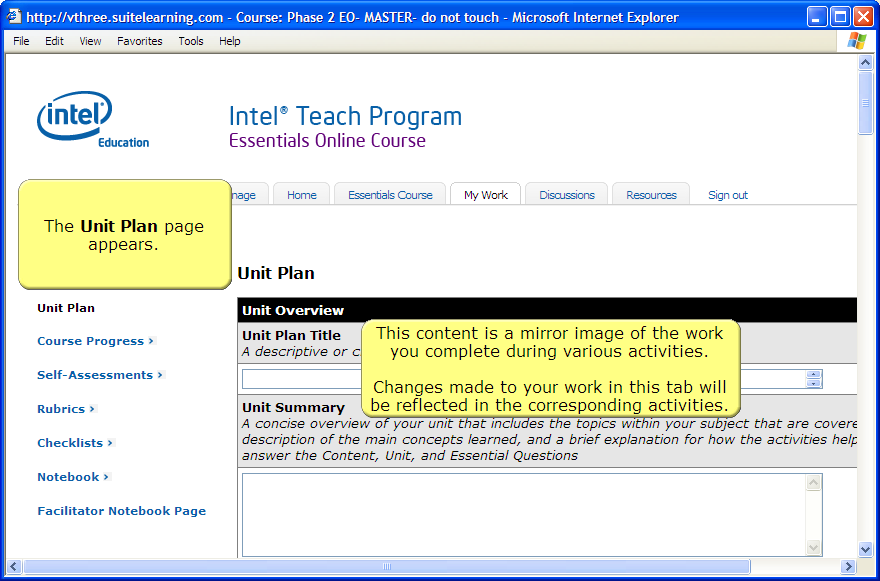 http://vthree.suitelearning.com - Course: Phase 2 EO- MASTER- do not touch - Microsoft Internet Explorer
File Edit View Favorites Tools Help
intel
Education
Intel® Teach Program
Essentials Online Course
Home Essentials Course My Work Discussions Resources Sign out
The Unit Plan page
appears.
Unit Plan
Course Progress ›
Self-Assessments ›
Rubrics ›
Checklists ›
Notebook ›
Facilitator Notebook Page
Unit Plan
Unit Overview
Unit Plan Title
A descriptive or
This content is a mirror image of the work
you complete during various activities.
Changes made to your work in this tab will
be reflected in the corresponding activities.
Unit Summary
A concise overview of your unit that includes the topics within your subject that are covere
description of the main concepts learned, and a brief explanation for how the activities help
answer the Content, Unit, and Essential Questions